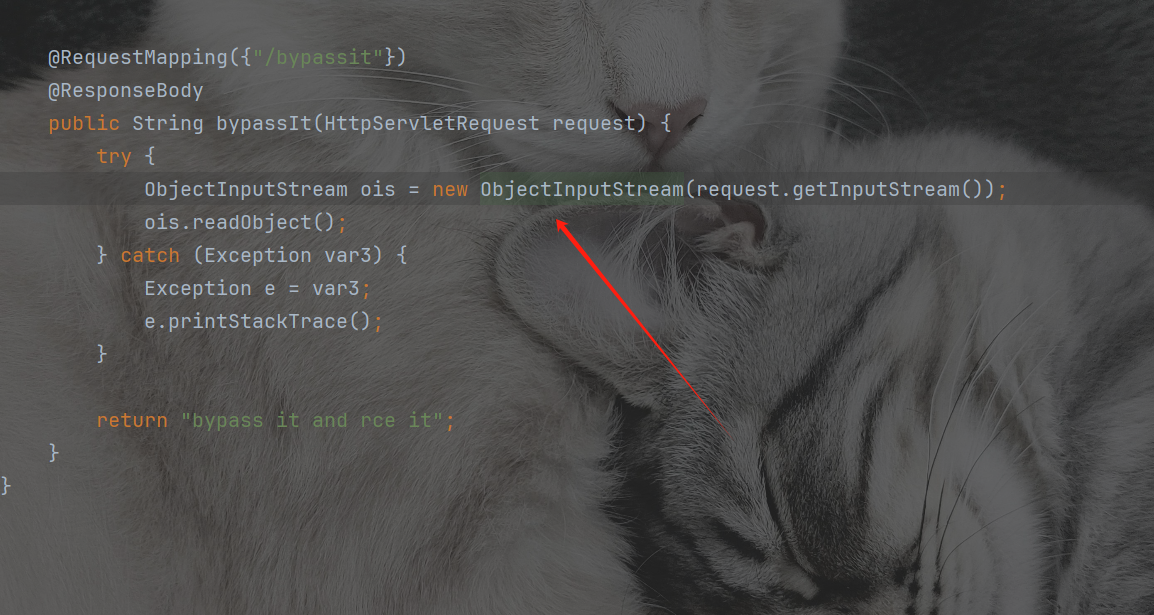 @RequestMapping({"/bypassit"})
@ResponseBody
public String bypassIt(HttpServletRequest request) {
try {
ObjectInputStream ois = new ObjectInputStream(request.getInputStream());
ois.readObject();
} catch (Exception var3) {
Exception e = var3;
e.printStackTrace();
}
return "bypass it and rce it";
}
}